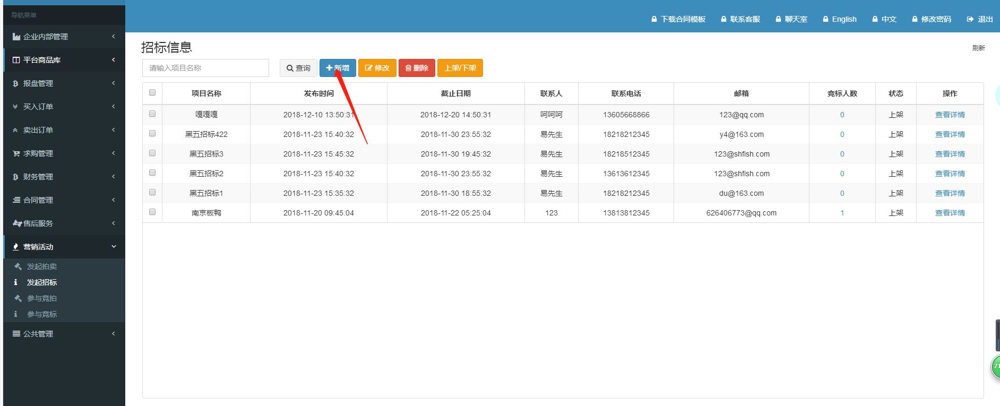 导航菜单
企业内部管理
平台商品库
报盘管理
买入订单
卖出订单
求购管理
财务管理
合同管理
售后服务
营销活动
发起拍卖
发起招标
参与竞拍
参与竞标
公共管理
下载合同模板 联系客服 聊天室 English 中文 修改密码 退出
招标信息 刷新
请输入项目名称 查询 新增 修改 删除 上架/下架
项目名称 发布时间 截止日期 联系人 联系电话 邮箱 竞标人数 状态 操作
嘎嘎嘎 2018-12-10 13:50:31 2018-12-20 14:50:31 呵呵呵 13605668866 123@qq.com 0 上架 查看详情
黑五招标422 2018-11-23 15:40:32 2018-11-30 23:55:32 易先生 18218212345 y4@163.com 0 上架 查看详情
黑五招标3 2018-11-23 15:45:32 2018-11-30 19:45:32 易先生 18218512345 123@shfish.com 0 上架 查看详情
黑五招标2 2018-11-23 15:40:32 2018-11-30 23:55:32 易先生 13613612345 123@shfish.com 0 上架 查看详情
黑五招标1 2018-11-23 15:35:32 2018-11-30 18:55:32 易先生 18218212345 du@163.com 0 上架 查看详情
南京板鸭 2018-11-20 09:45:04 2018-11-22 05:25:04 123 13813812345 626406773@qq.com 1 上架 查看详情